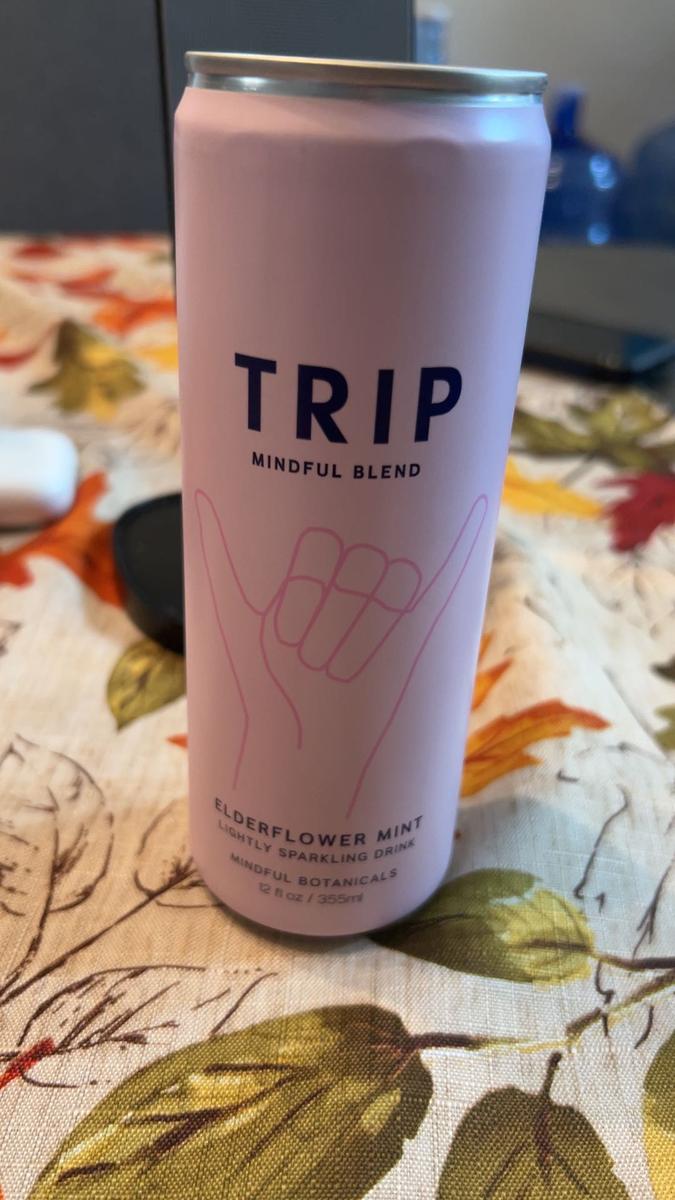 TRIP
MINDFUL BLEND
ELDERFLOWER MINT
LIGHTLY SPARKLING DRINK
MINDFUL BOTANICALS
12 fl oz / 355ml